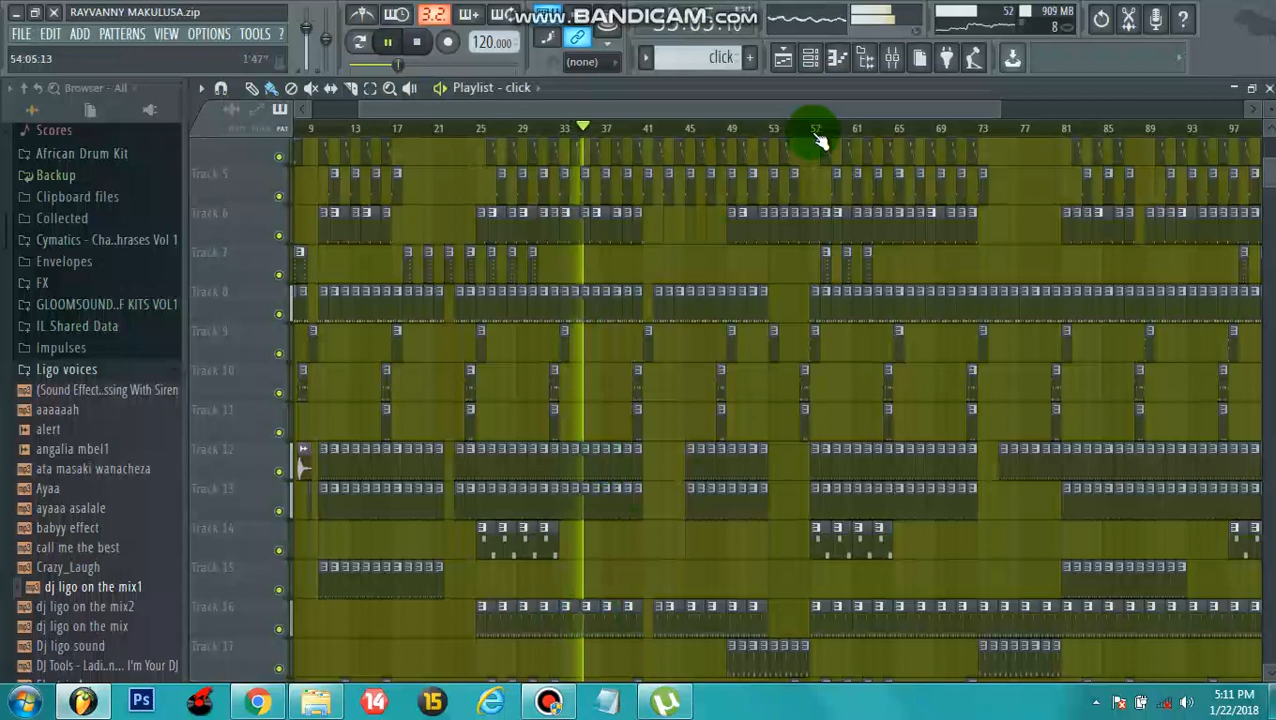 RAYVANNY MAKULUSA.zip
www.BANDICAM.com
FILE EDIT ADD PATTERNS VIEW OPTIONS TOOLS ?
54:05:13 1'47"
3.2
120.000
(none)
click
52 909 MB
8
Browser - All
Playlist - click
9 13 17 21 25 29 33 37 41 45 49 53 57 61 65 69 73 77 81 85 89 93 97
Scores
African Drum Kit
Backup
Clipboard files
Collected
Cymatics - Cha...hrases Vol 1
Envelopes
FX
GLOOMSOUND...F KITS VOL1
IL Shared Data
Impulses
Ligo voices
(Sound Effect...ssing With Siren
aaaaaah
alert
angalia mbel1
ata masaki wanacheza
Ayaa
ayaaa asalale
babyy effect
call me the best
Crazy_Laugh
dj ligo on the mix1
dj ligo on the mix2
dj ligo on the mix
Dj ligo sound
DJ Tools - Ladi...n... I'm Your DJ
Track 5
Track 6
Track 7
Track 8
Track 9
Track 10
Track 11
Track 12
Track 13
Track 14
Track 15
Track 16
Track 17
Ps
14
15
5:11 PM
1/22/2018